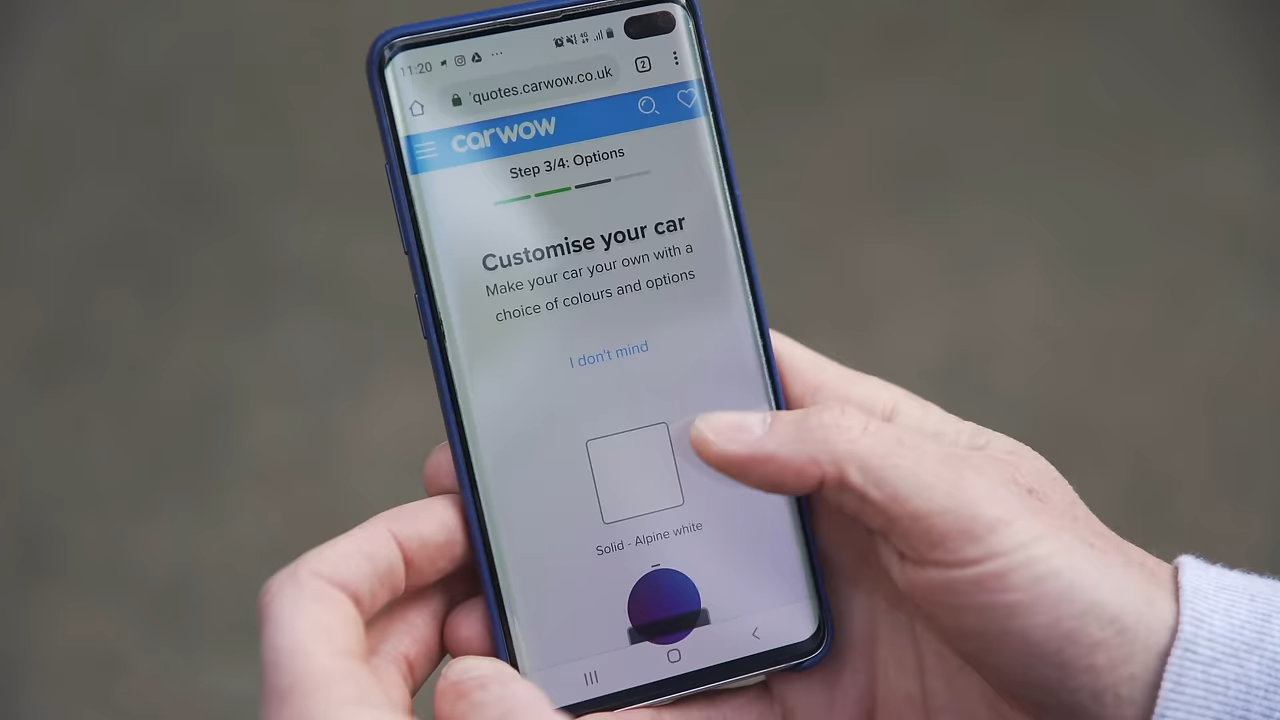 11:20
4G
quotes.carwow.co.uk
2
carwow
Step 3/4: Options
Customise your car
Make your car your own with a
choice of colours and options
I don't mind
Solid - Alpine white